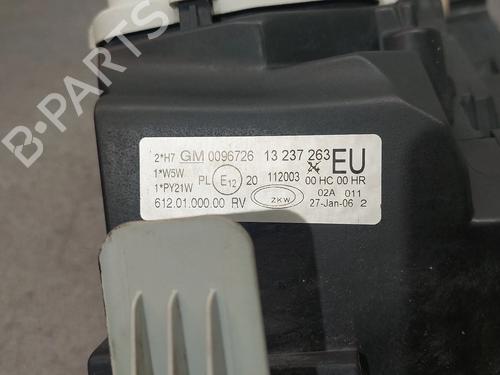 2*H7 GM 0096726 13 237 263 EU
1*W5W PL E12 20 112003 00 HC 00 HR
1*PY21W 02A 011
612.01.000.00 RV ZKW 27-Jan-06 2
B-PARTS